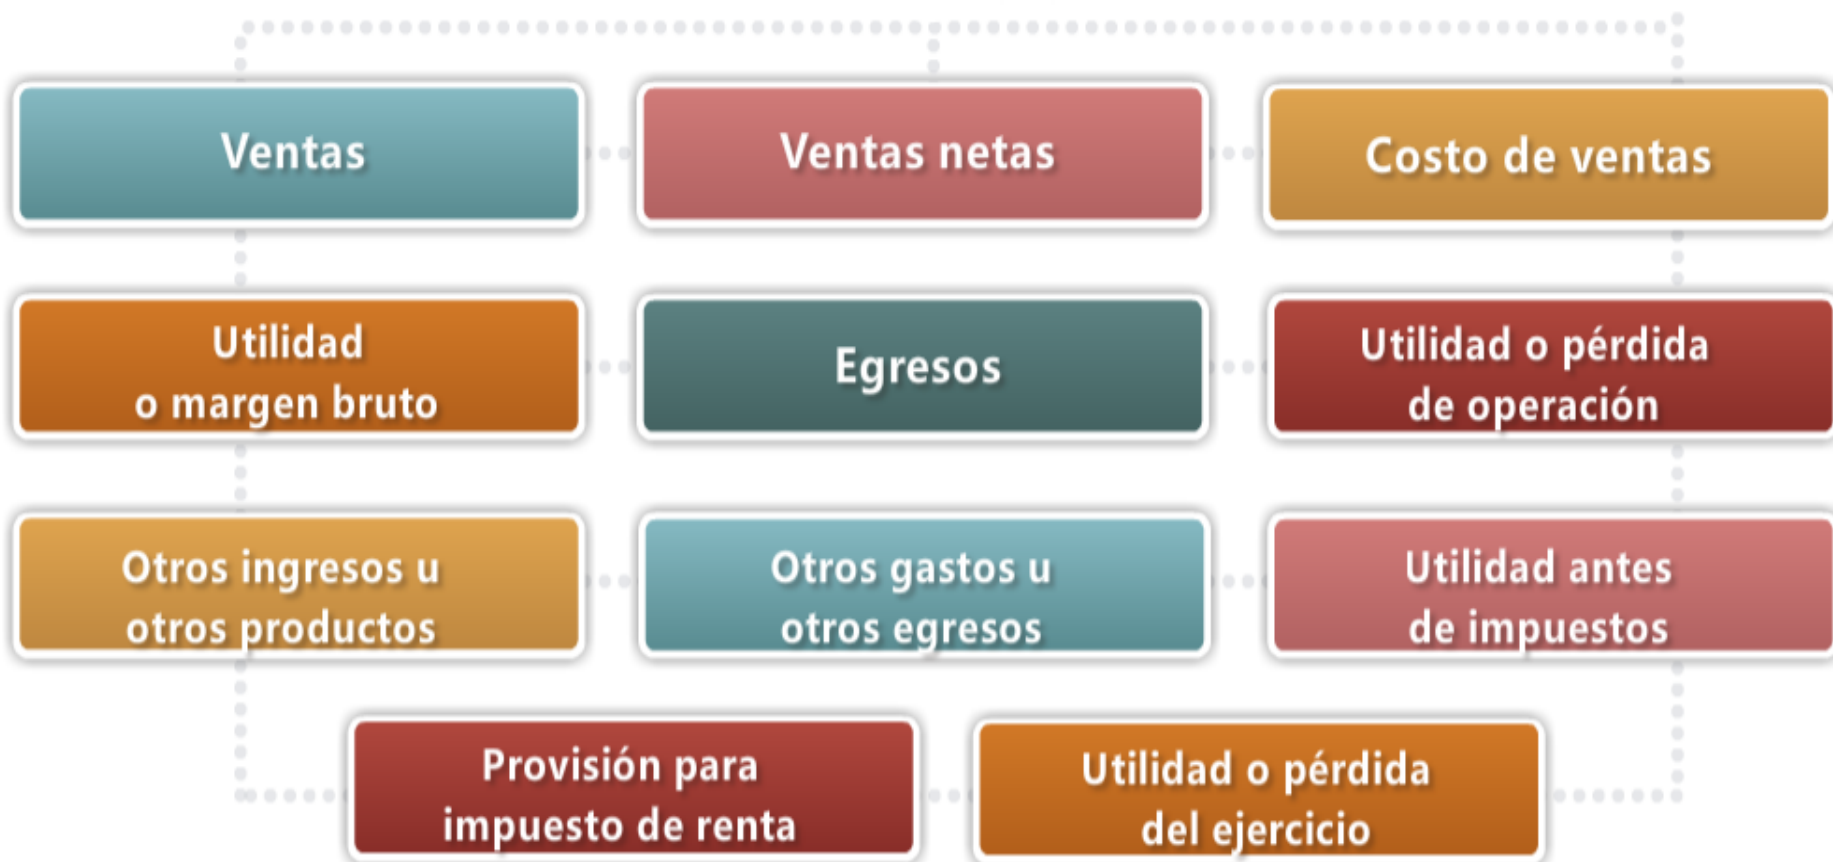 Ventas
Ventas netas
Costo de ventas
Utilidad
o margen bruto
Egresos
Utilidad o pérdida
de operación
Otros ingresos u
otros productos
Otros gastos u
otros egresos
Utilidad antes
de impuestos
Provisión para
impuesto de renta
Utilidad o pérdida
del ejercicio